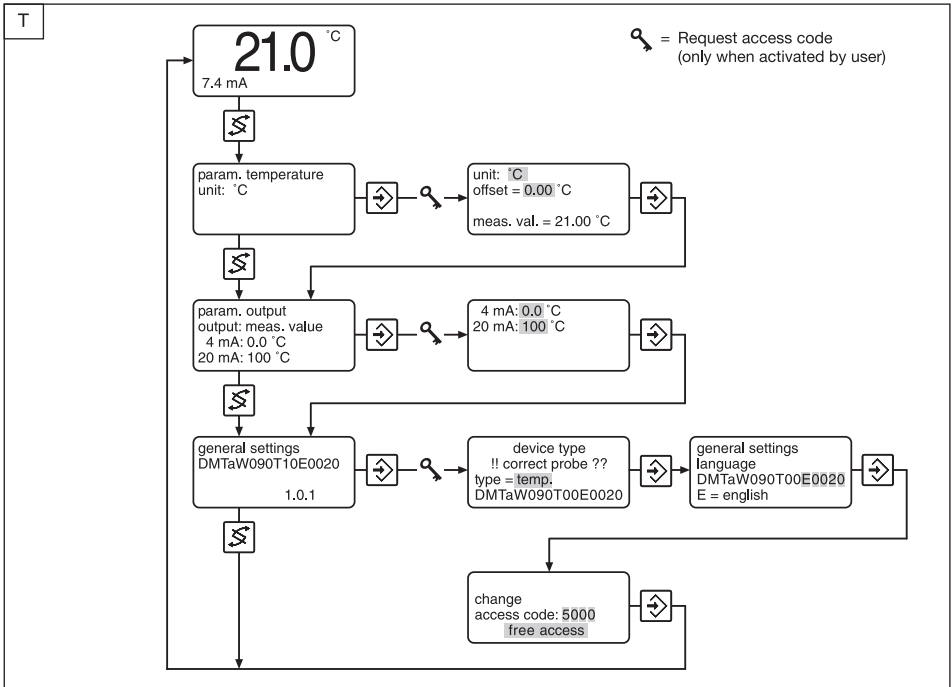 T
= Request access code
(only when activated by user)
21.0 °C
7.4 mA
param. temperature
unit: °C
unit: °C
offset = 0.00 °C
meas. val. = 21.00 °C
param. output
output: meas. value
4 mA: 0.0 °C
20 mA: 100 °C
4 mA: 0.0 °C
20 mA: 100 °C
general settings
DMTaW090T10E0020
1.0.1
device type
!! correct probe ??
type = temp.
DMTaW090T00E0020
general settings
language
DMTaW090T00E0020
E = english
change
access code: 5000
free access